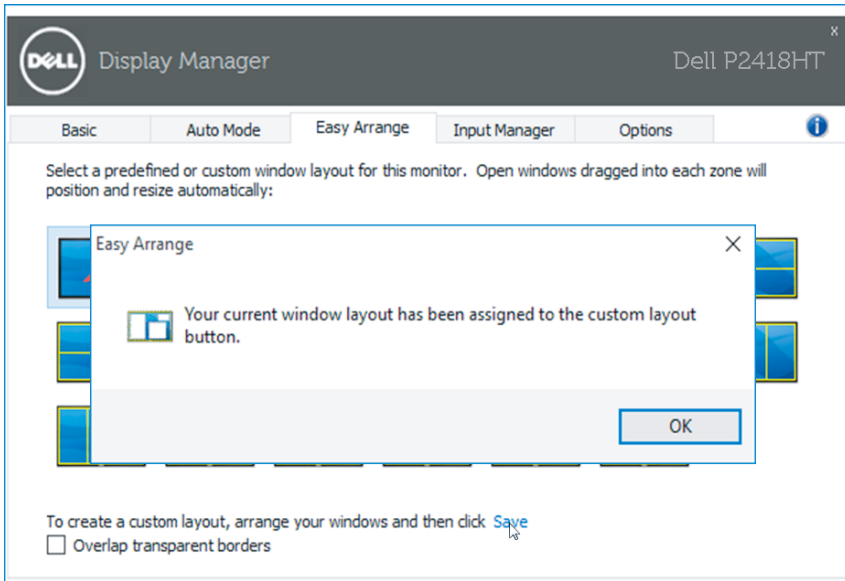 x
DELL Display Manager
Dell P2418HT
Basic Auto Mode Easy Arrange Input Manager Options i
Select a predefined or custom window layout for this monitor. Open windows dragged into each zone will
position and resize automatically:
Easy Arrange
Your current window layout has been assigned to the custom layout
button.
OK
To create a custom layout, arrange your windows and then click Save
Overlap transparent borders